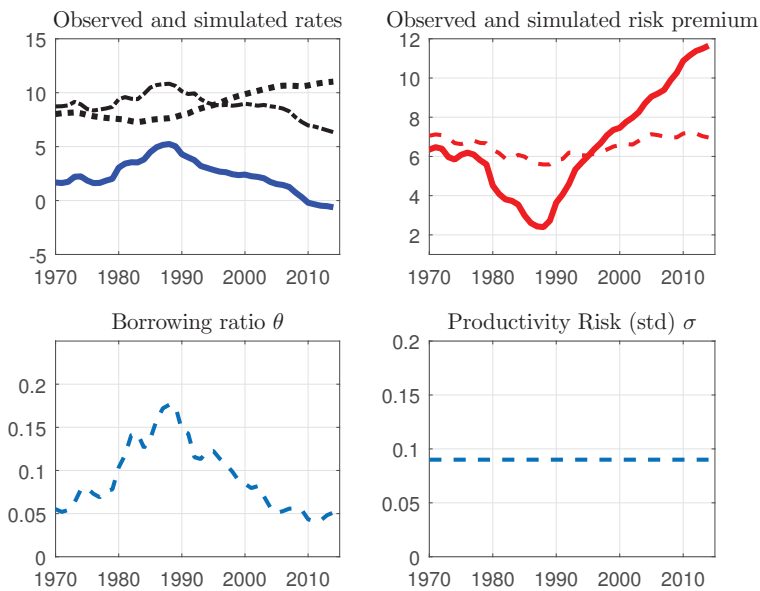 Observed and simulated rates
15
10
5
0
-5
1970 1980 1990 2000 2010
Observed and simulated risk premium
12
10
8
6
4
2
1970 1980 1990 2000 2010
Borrowing ratio θ
0.2
0.15
0.1
0.05
0
1970 1980 1990 2000 2010
Productivity Risk (std) σ
0.2
0.15
0.1
0.05
0
1970 1980 1990 2000 2010